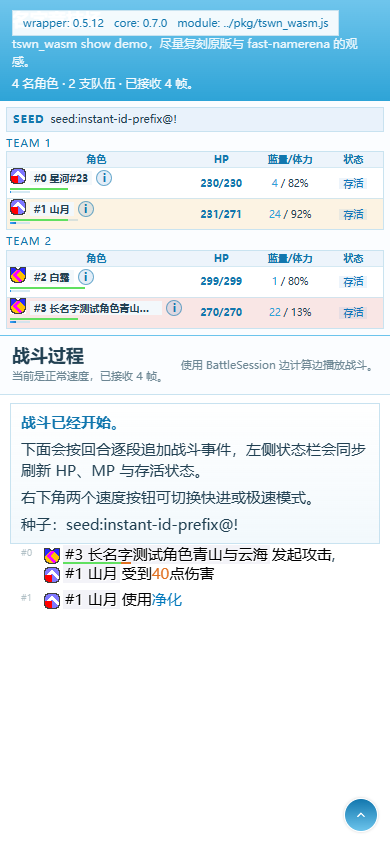 wrapper: 0.5.12 core: 0.7.0 module: ../pkg/tswn_wasm.js
tswn_wasm show demo，尽量复刻原版与 fast-namerena 的观
感。
4 名角色 · 2 支队伍 · 已接收 4 帧。
SEED seed:instant-id-prefix@!
TEAM 1
角色 HP 蓝量/体力 状态
#0 星河#23 i 230/230 4 / 82% 存活
#1 山月 i 231/271 24 / 92% 存活
TEAM 2
角色 HP 蓝量/体力 状态
#2 白露 i 299/299 1 / 80% 存活
#3 长名字测试角色青山... i 270/270 22 / 13% 存活
战斗过程
当前是正常速度，已接收 4 帧。
使用 BattleSession 边计算边播放战斗。
战斗已经开始。
下面会按回合逐段追加战斗事件，左侧状态栏会同步
刷新 HP、MP 与存活状态。
右下角两个速度按钮可切换快进或极速模式。
种子：seed:instant-id-prefix@!
#0 #3 长名字测试角色青山与云海 发起攻击,
#1 山月 受到40点伤害
#1 #1 山月 使用净化